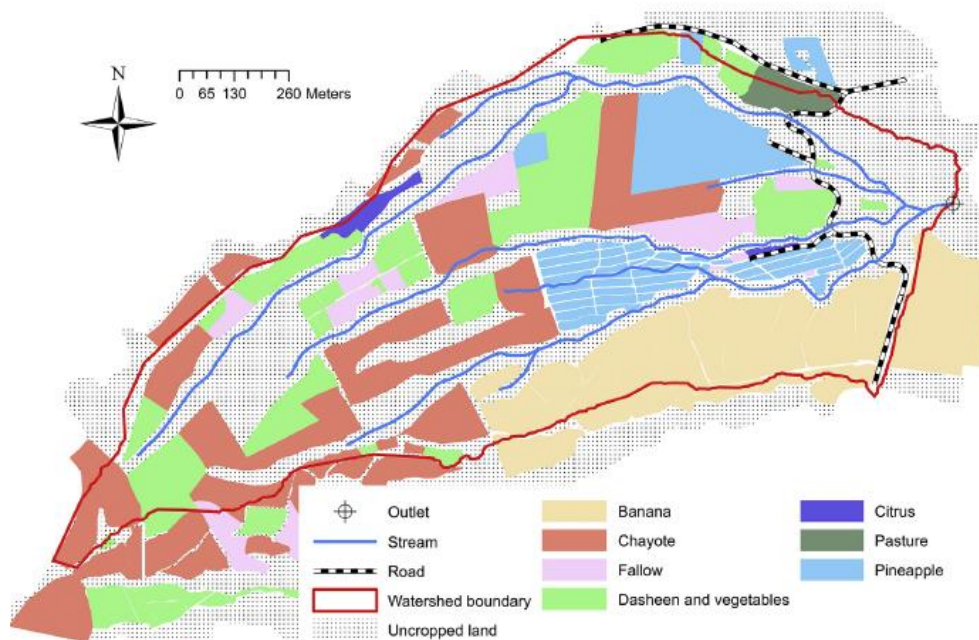 N
0 65 130 260 Meters
Outlet
Stream
Road
Watershed boundary
Uncropped land
Banana
Chayote
Fallow
Dasheen and vegetables
Citrus
Pasture
Pineapple